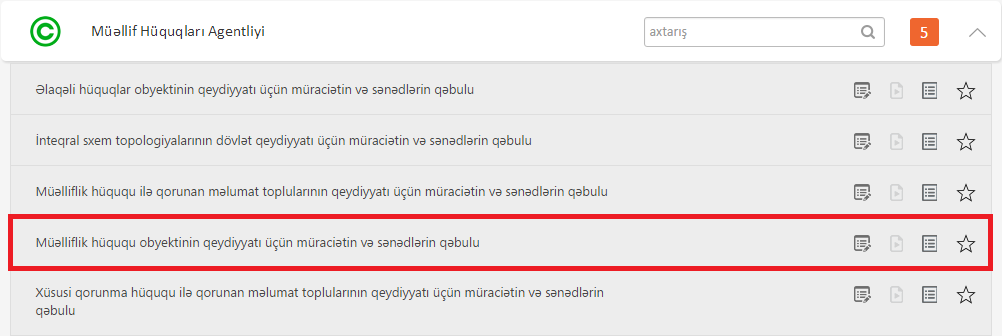 Müəllif Hüquqları Agentliyi
axtarış
5
Əlaqəli hüquqlar obyektinin qeydiyyatı üçün müraciətin və sənədlərin qəbulu
İnteqral sxem topologiyalarının dövlət qeydiyyatı üçün müraciətin və sənədlərin qəbulu
Müəlliflik hüququ ilə qorunan məlumat toplularının qeydiyyatı üçün müraciətin və sənədlərin qəbulu
Müəlliflik hüququ obyektinin qeydiyyatı üçün müraciətin və sənədlərin qəbulu
Xüsusi qorunma hüququ ilə qorunan məlumat toplularının qeydiyyatı üçün müraciətin və sənədlərin
qəbulu